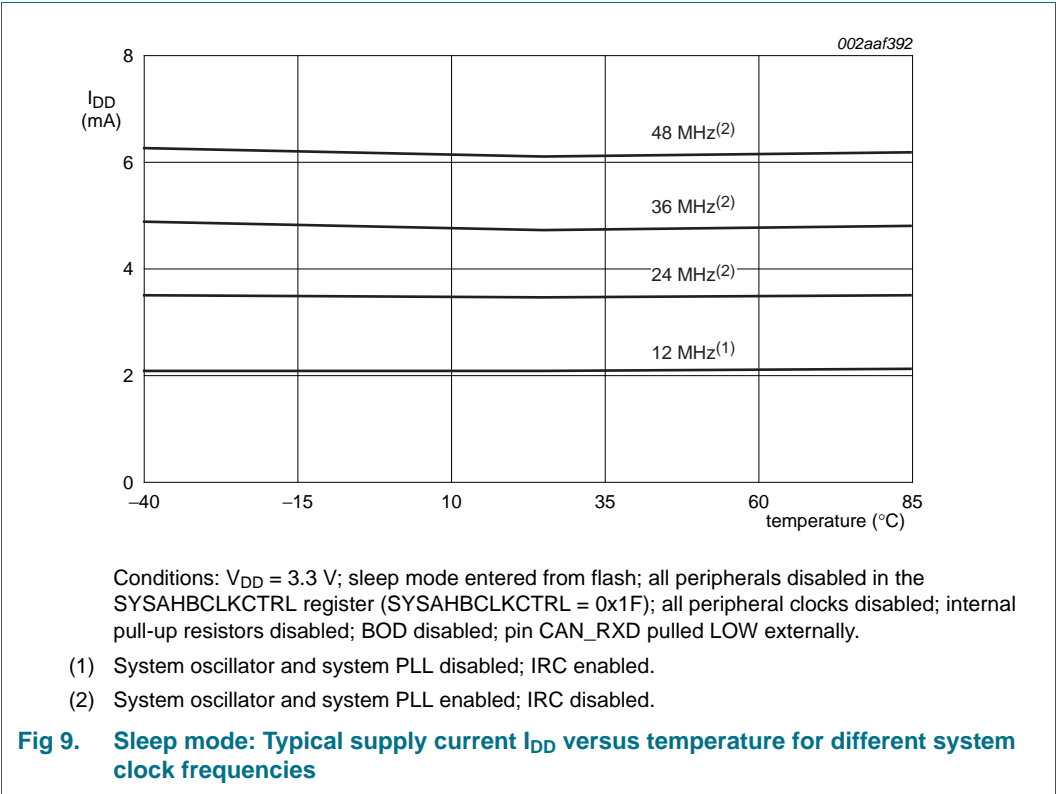 002aaf392
8
IDD
(mA)
48 MHz(2)
6
36 MHz(2)
4
24 MHz(2)
12 MHz(1)
2
0
−40 −15 10 35 60 85
temperature (°C)
Conditions: VDD = 3.3 V; sleep mode entered from flash; all peripherals disabled in the
SYSAHBCLKCTRL register (SYSAHBCLKCTRL = 0x1F); all peripheral clocks disabled; internal
pull-up resistors disabled; BOD disabled; pin CAN_RXD pulled LOW externally.
(1) System oscillator and system PLL disabled; IRC enabled.
(2) System oscillator and system PLL enabled; IRC disabled.
Fig 9. Sleep mode: Typical supply current IDD versus temperature for different system
clock frequencies